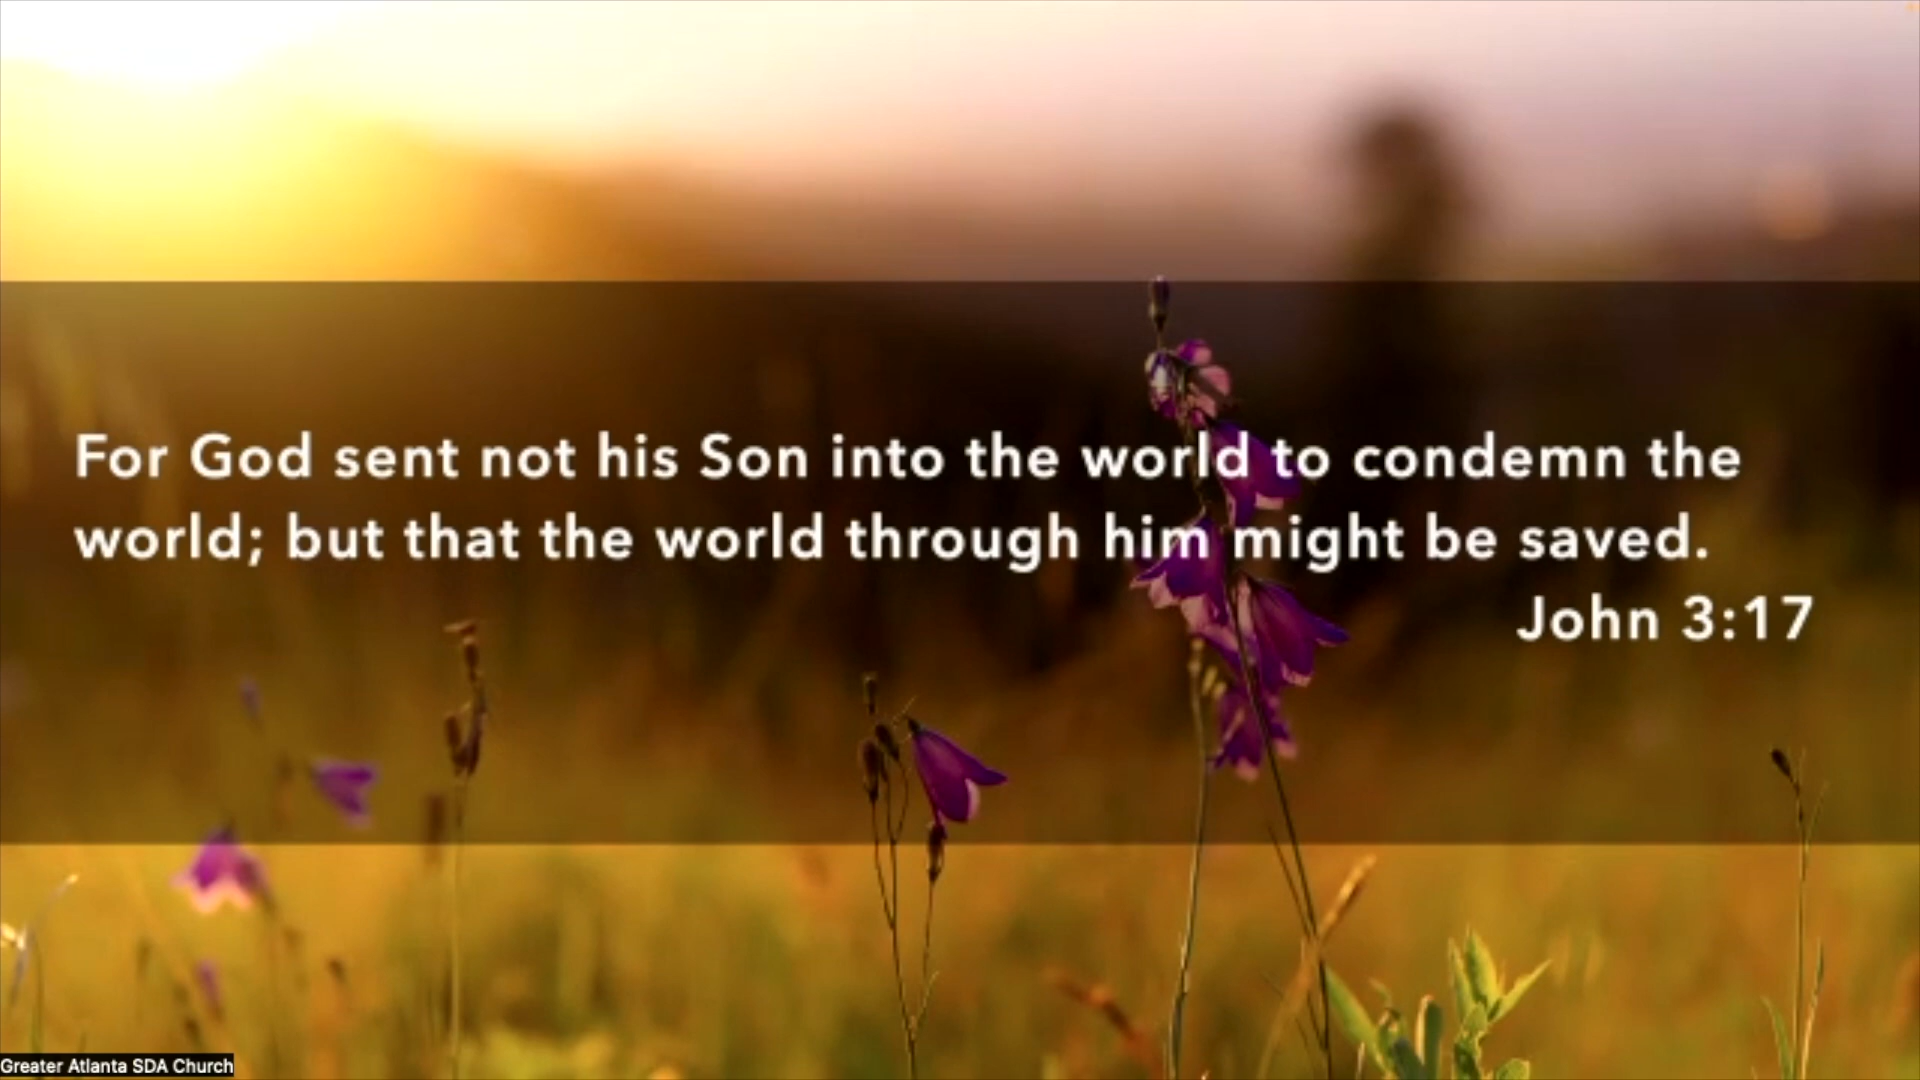 For God sent not his Son into the world to condemn the
world; but that the world through him might be saved.
John 3:17
Greater Atlanta SDA Church